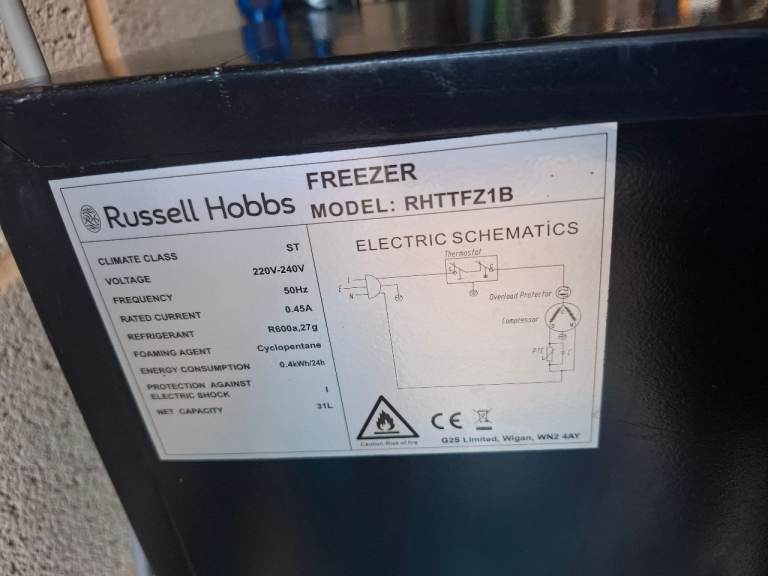 Russell Hobbs
FREEZER
MODEL: RHTTFZ1B
CLIMATE CLASS ST
VOLTAGE 220V-240V
FREQUENCY 50Hz
RATED CURRENT 0.45A
REFRIGERANT R600a,27g
FOAMING AGENT Cyclopentane
ENERGY CONSUMPTION 0.4kWh/24h
PROTECTION AGAINST
ELECTRIC SHOCK I
NET CAPACITY 31L
ELECTRIC SCHEMATİCS
Thermostat
Overload Protector
Compressor
PTC
Caution: Risk of fire
CE
G2S Limited, Wigan, WN2 4AY